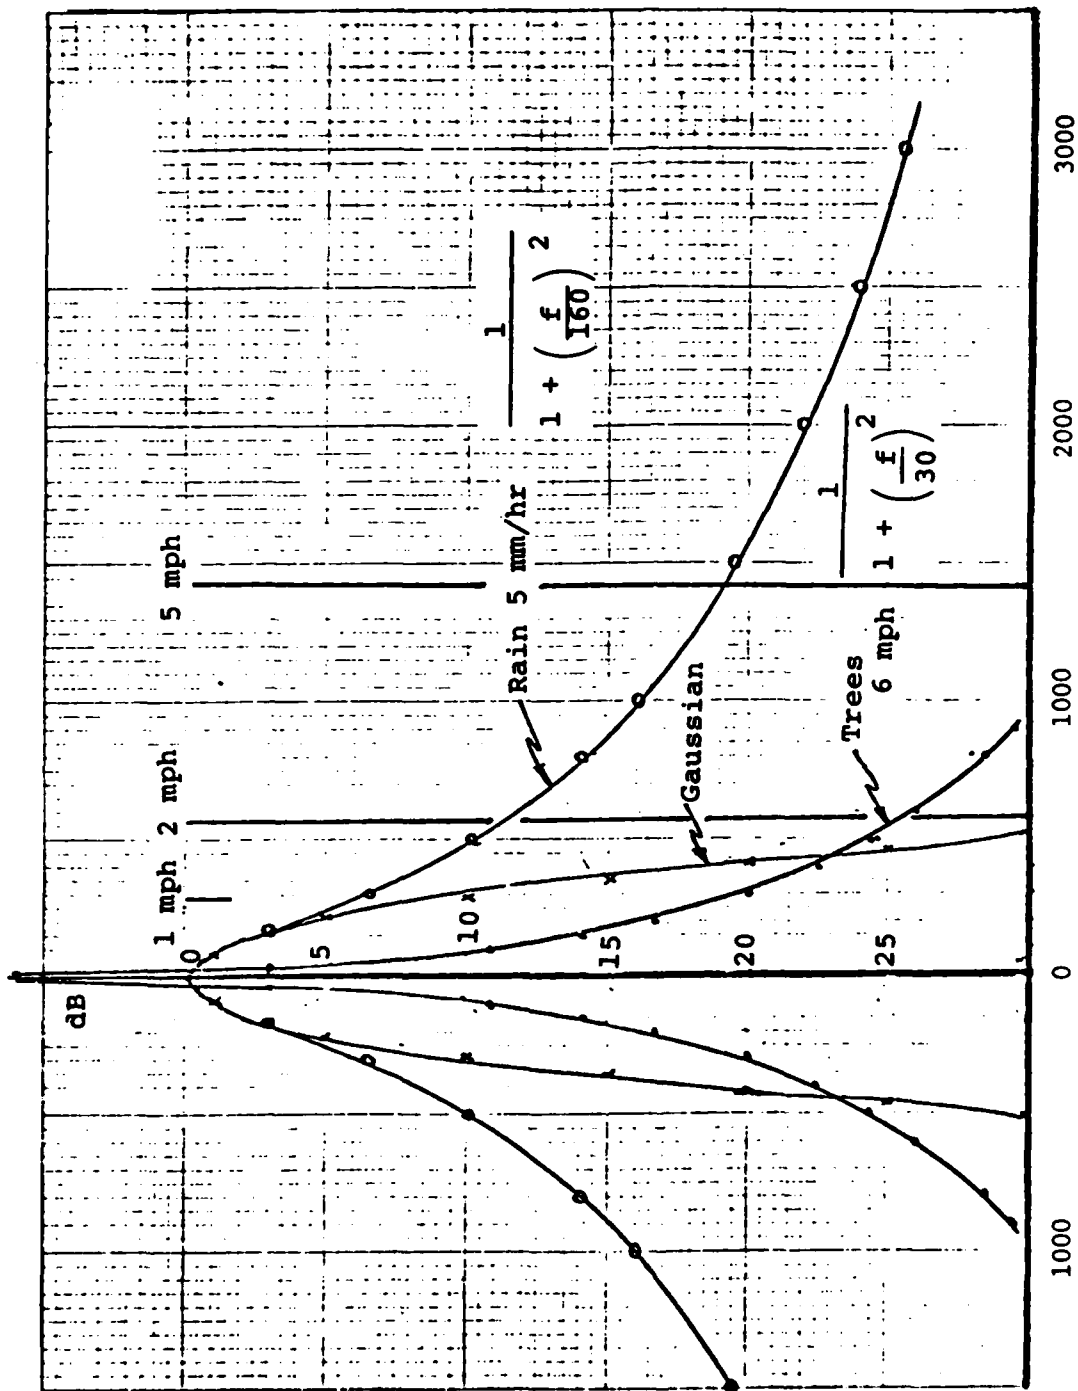 dB
1 mph 2 mph 5 mph
0
5
10
15
20
25
Rain 5 mm/hr
1
1 + ( f / 160 ) 2
Gaussian
Trees
6 mph
1
1 + ( f / 30 ) 2
1000 0 1000 2000 3000